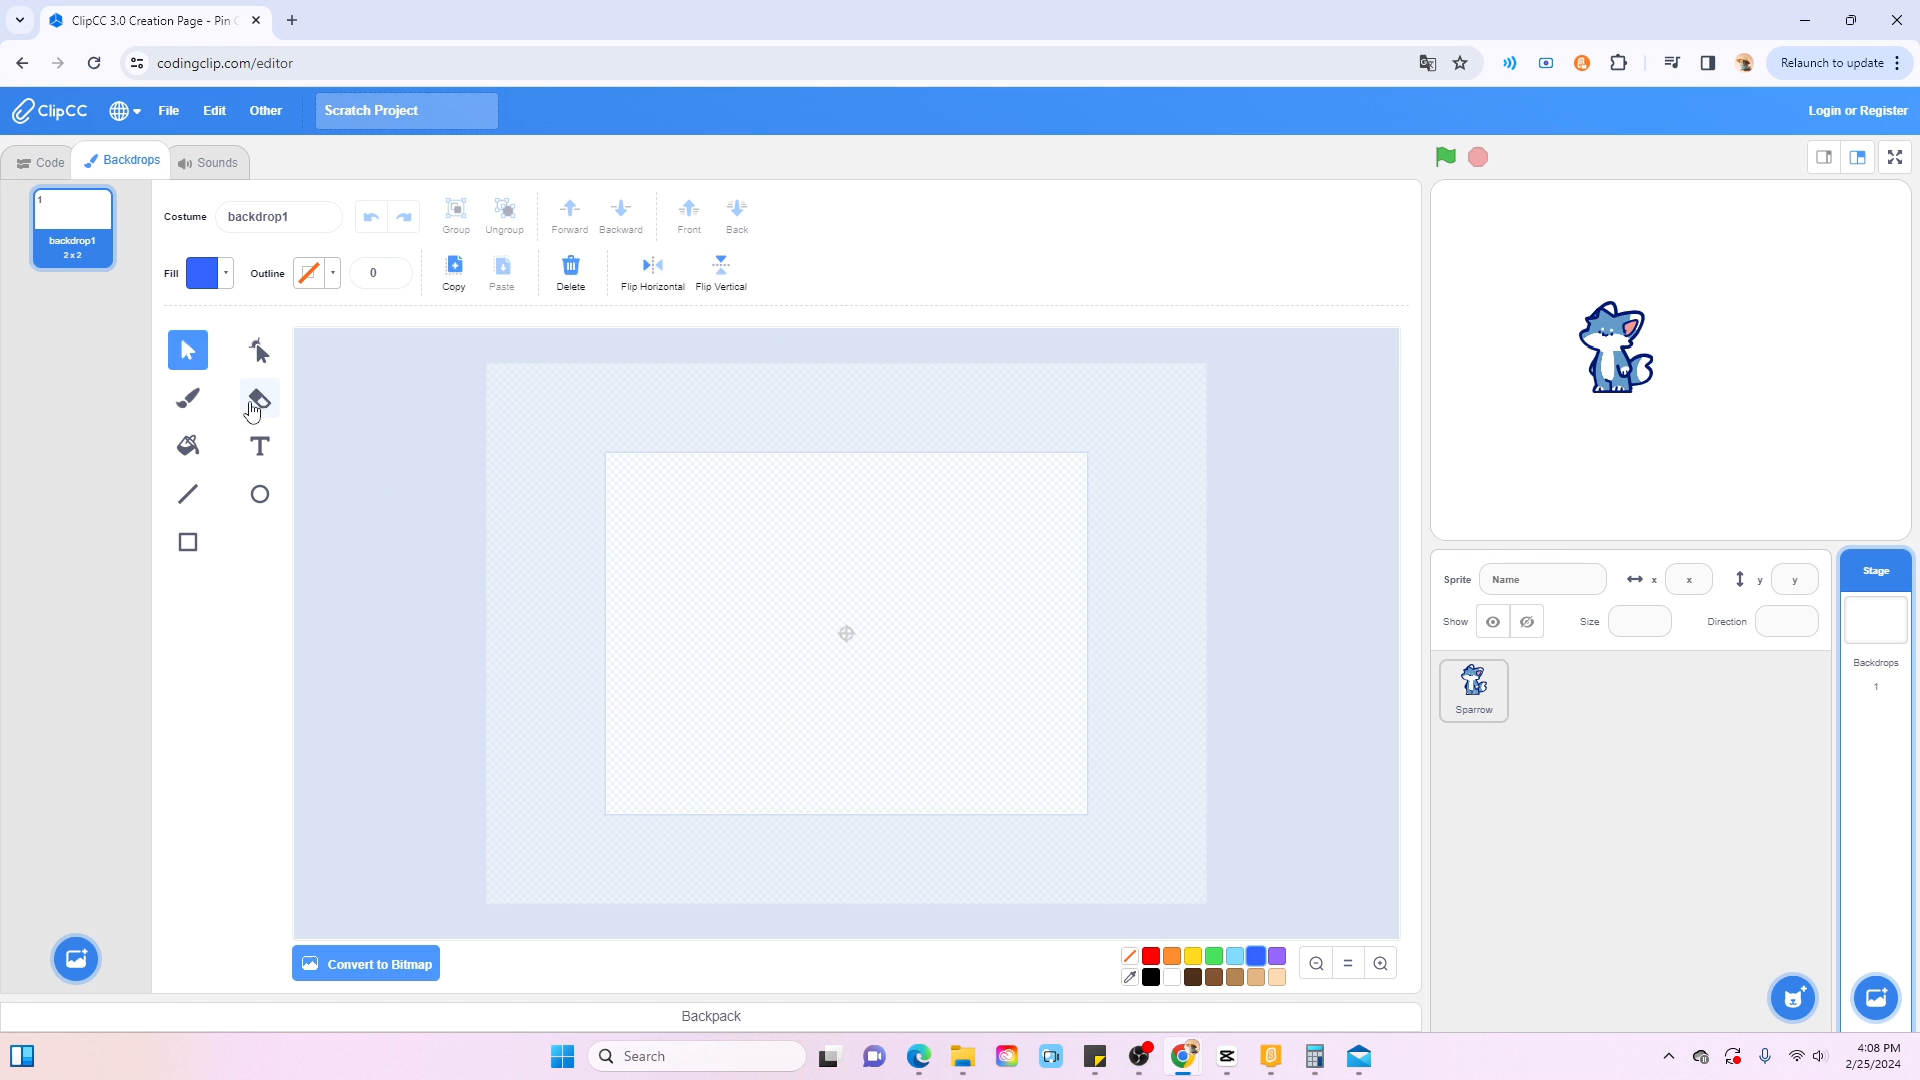 ClipCC 3.0 Creation Page - Pin C
codingclip.com/editor
Relaunch to update
ClipCC
File
Edit
Other
Scratch Project
Login or Register
Code
Backdrops
Sounds
1
backdrop1
2 x 2
Costume
backdrop1
Group
Ungroup
Forward
Backward
Front
Back
Fill
Outline
0
Copy
Paste
Delete
Flip Horizontal
Flip Vertical
T
Convert to Bitmap
Backpack
Sprite
Name
x
x
y
y
Show
Size
Direction
Sparrow
Stage
Backdrops
1
Search
4:08 PM
2/25/2024